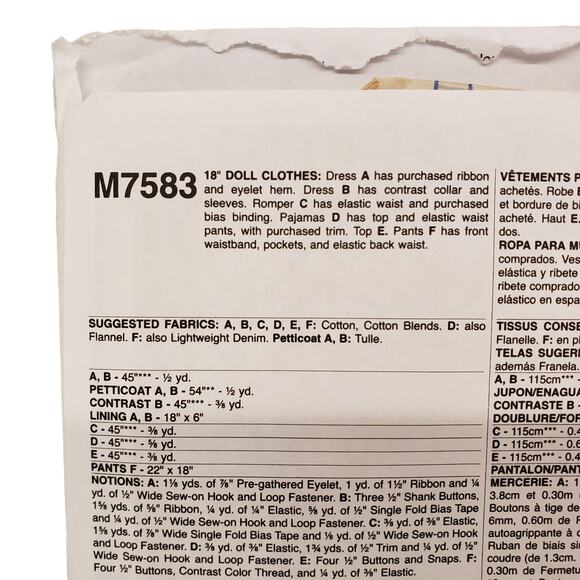 M7583
18" DOLL CLOTHES: Dress A has purchased ribbon
and eyelet hem. Dress B has contrast collar and
sleeves. Romper C has elastic waist and purchased
bias binding. Pajamas D has top and elastic waist
pants, with purchased trim. Top E. Pants F has front
waistband, pockets, and elastic back waist.
SUGGESTED FABRICS: A, B, C, D, E, F: Cotton, Cotton Blends. D: also
Flannel. F: also Lightweight Denim. Petticoat A, B: Tulle.
A, B - 45"*** - ½ yd.
PETTICOAT A, B - 54"** - ½ yd.
CONTRAST B - 45"*** - ⅜ yd.
LINING A, B - 18" x 6"
C - 45"*** - ⅜ yd.
D - 45"*** - ⅝ yd.
E - 45"*** - ⅜ yd.
PANTS F - 22" x 18"
NOTIONS: A: 1⅛ yds. of ⅞" Pre-gathered Eyelet, 1 yd. of 1½" Ribbon and ¼
yd. of ½" Wide Sew-on Hook and Loop Fastener. B: Three ½" Shank Buttons,
1⅝ yds. of ⅝" Ribbon, ¼ yd. of ¼" Elastic, ⅝ yd. of ½" Single Fold Bias Tape
and ¼ yd. of ½" Wide Sew-on Hook and Loop Fastener. C: ⅜ yd. of ⅜" Elastic,
1⅝ yds. of ⅞" Wide Single Fold Bias Tape and ⅛ yd. of ½" Wide Sew-on Hook
and Loop Fastener. D: ⅜ yd. of ⅜" Elastic, 1¾ yds. of ½" Trim and ¼ yd. of ½"
Wide Sew-on Hook and Loop Fastener. E: Four ½" Buttons and Snaps. F:
Four ½" Buttons, Contrast Color Thread, and ¼ yd. of ⅜" Elastic.
VÊTEMENTS P
achetés. Robe
et bordure de bi
acheté. Haut E.
dos.
ROPA PARA MU
comprados. Ves
elástica y ribete
ribete comprado
elástico en espa
TISSUS CONSE
Flanelle. F: en p
TELAS SUGERI
además Franela.
A, B - 115cm***
JUPON/ENAGUA
CONTRASTE B -
DOUBLURE/FOR
C - 115cm*** - 0.4
D - 115cm*** - 0.6
E - 115cm*** - 0.4
PANTALON/PANT
MERCERIE: A: 1
3.8cm et 0.30m
Boutons à tige de
6mm, 0.60m de F
autoagrippante à c
Ruban de biais sin
coudre (de 1.3cm.
0.30m de Fermetu